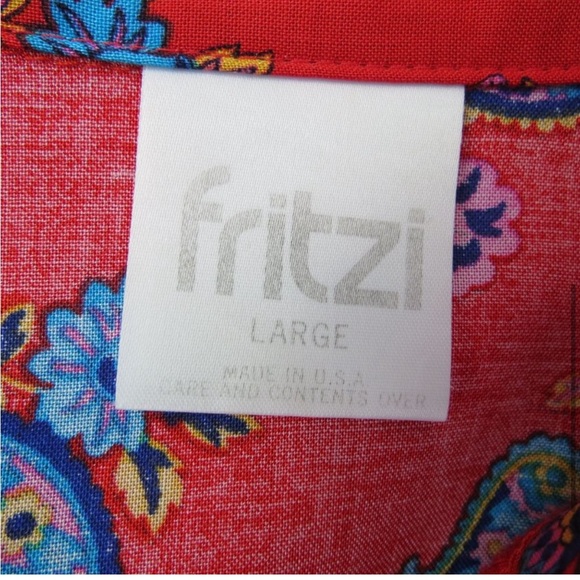 fritzi
LARGE
MADE IN U.S.A
CARE AND CONTENTS OVER